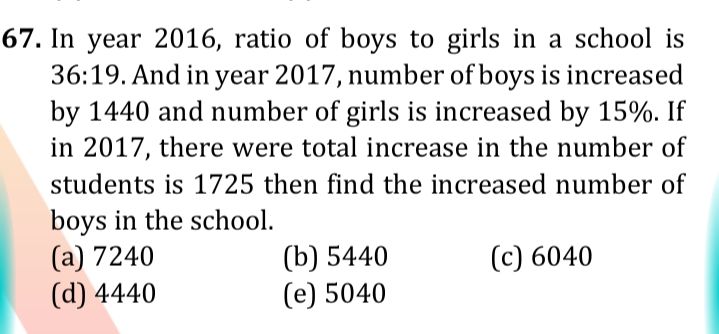 67. In year 2016, ratio of boys to girls in a school is
36:19. And in year 2017, number of boys is increased
by 1440 and number of girls is increased by 15%. If
in 2017, there were total increase in the number of
students is 1725 then find the increased number of
boys in the school.
(a) 7240 (b) 5440 (c) 6040
(d) 4440 (e) 5040